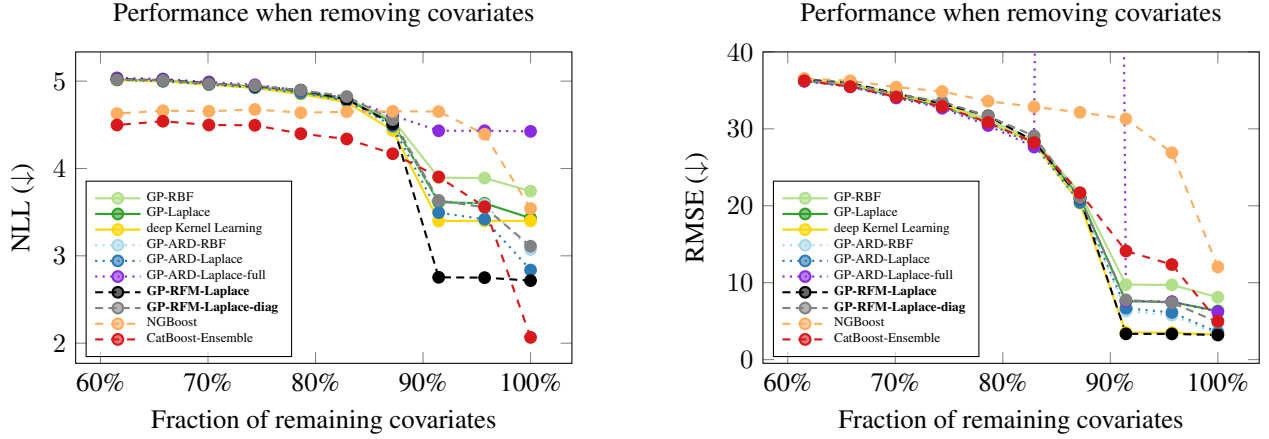 Performance when removing covariates
NLL (↓)
5
4
3
2
GP-RBF
GP-Laplace
deep Kernel Learning
GP-ARD-RBF
GP-ARD-Laplace
GP-ARD-Laplace-full
GP-RFM-Laplace
GP-RFM-Laplace-diag
NGBoost
CatBoost-Ensemble
60% 70% 80% 90% 100%
Fraction of remaining covariates
Performance when removing covariates
RMSE (↓)
40
30
20
10
0
GP-RBF
GP-Laplace
deep Kernel Learning
GP-ARD-RBF
GP-ARD-Laplace
GP-ARD-Laplace-full
GP-RFM-Laplace
GP-RFM-Laplace-diag
NGBoost
CatBoost-Ensemble
60% 70% 80% 90% 100%
Fraction of remaining covariates